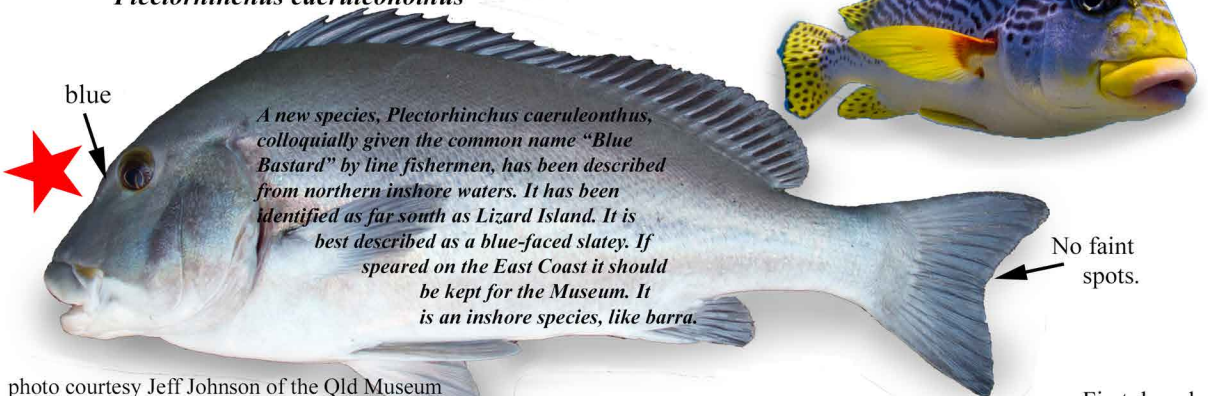 Plectorhinchus caeruleonothus
blue
A new species, Plectorhinchus caeruleonthus,
colloquially given the common name “Blue
Bastard” by line fishermen, has been described
from northern inshore waters. It has been
identified as far south as Lizard Island. It is
best described as a blue-faced slatey. If
speared on the East Coast it should
be kept for the Museum. It
is an inshore species, like barra.
No faint
spots.
photo courtesy Jeff Johnson of the Qld Museum